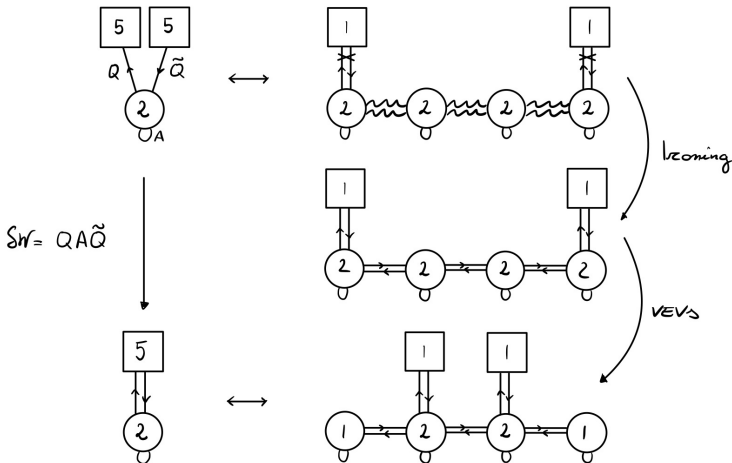 5 5 1 1
Q Q̃
2 2 2 2 2
A
Ironing
1 1
δW = QAQ̃
2 2 2 2
VEVs
5 1 1
2 1 2 2 1